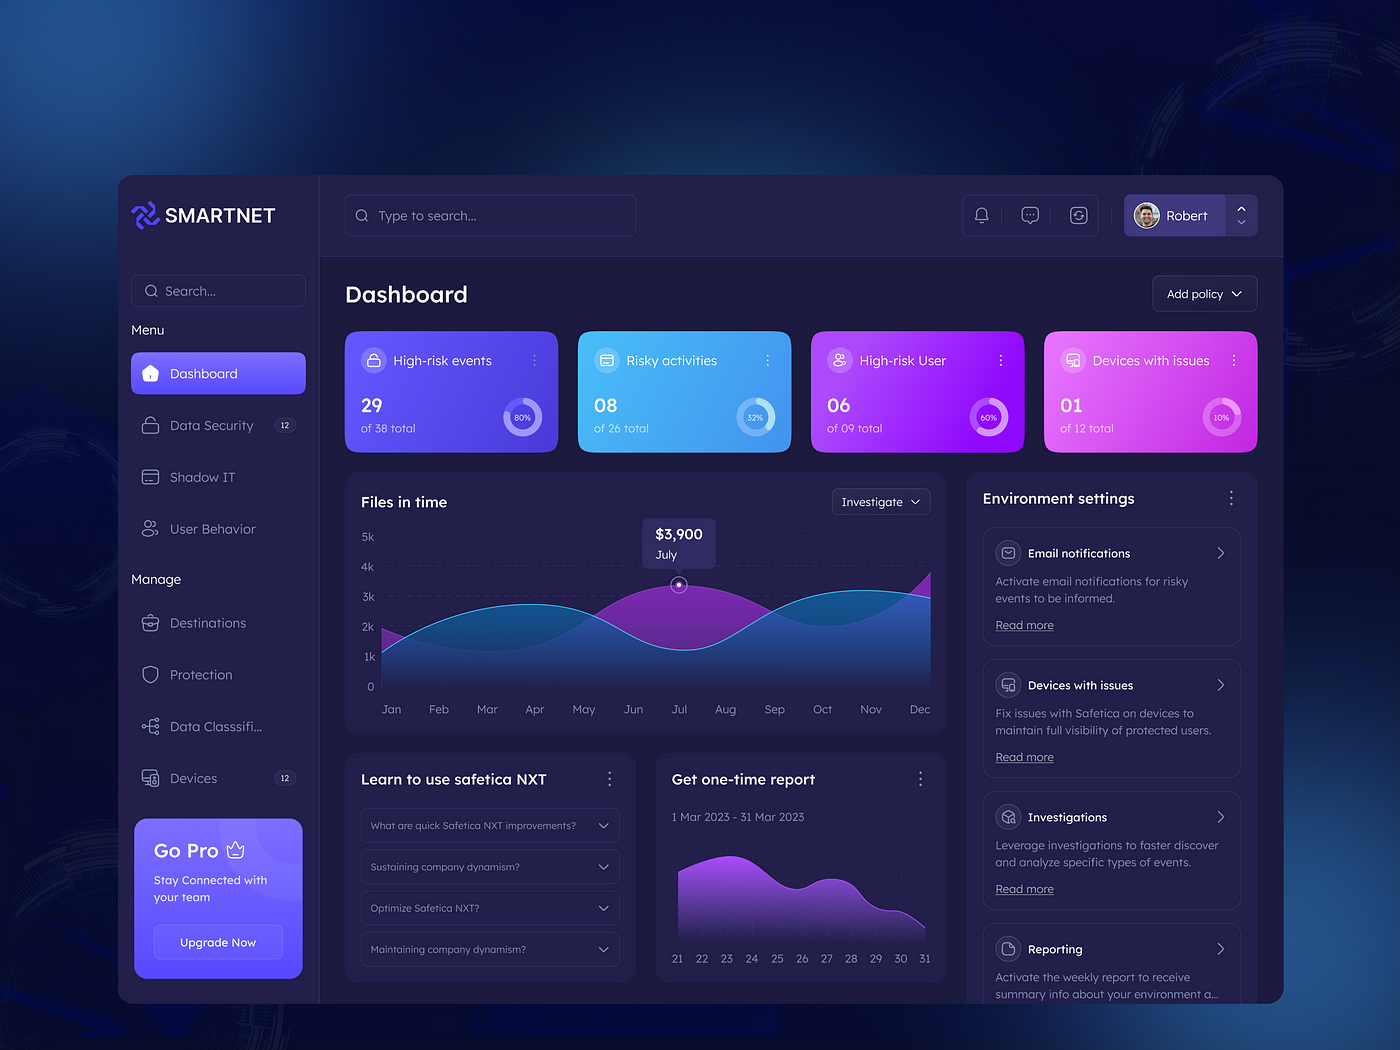 SMARTNET
Type to search...
Robert
Search...
Menu
Dashboard
Data Security 12
Shadow IT
User Behavior
Manage
Destinations
Protection
Data Classsifi...
Devices 12
Go Pro
Stay Connected with
your team
Upgrade Now
Dashboard
Add policy
High-risk events
29
of 38 total
80%
Risky activities
08
of 26 total
32%
High-risk User
06
of 09 total
60%
Devices with issues
01
of 12 total
10%
Files in time
Investigate
$3,900
July
5k
4k
3k
2k
1k
0
Jan Feb Mar Apr May Jun Jul Aug Sep Oct Nov Dec
Learn to use safetica NXT
What are quick Safetica NXT improvements?
Sustaining company dynamism?
Optimize Safetica NXT?
Maintaining company dynamism?
Get one-time report
1 Mar 2023 - 31 Mar 2023
21 22 23 24 25 26 27 28 29 30 31
Environment settings
Email notifications
Activate email notifications for risky
events to be informed.
Read more
Devices with issues
Fix issues with Safetica on devices to
maintain full visibility of protected users.
Read more
Investigations
Leverage investigations to faster discover
and analyze specific types of events.
Read more
Reporting
Activate the weekly report to receive
summary info about your environment a...